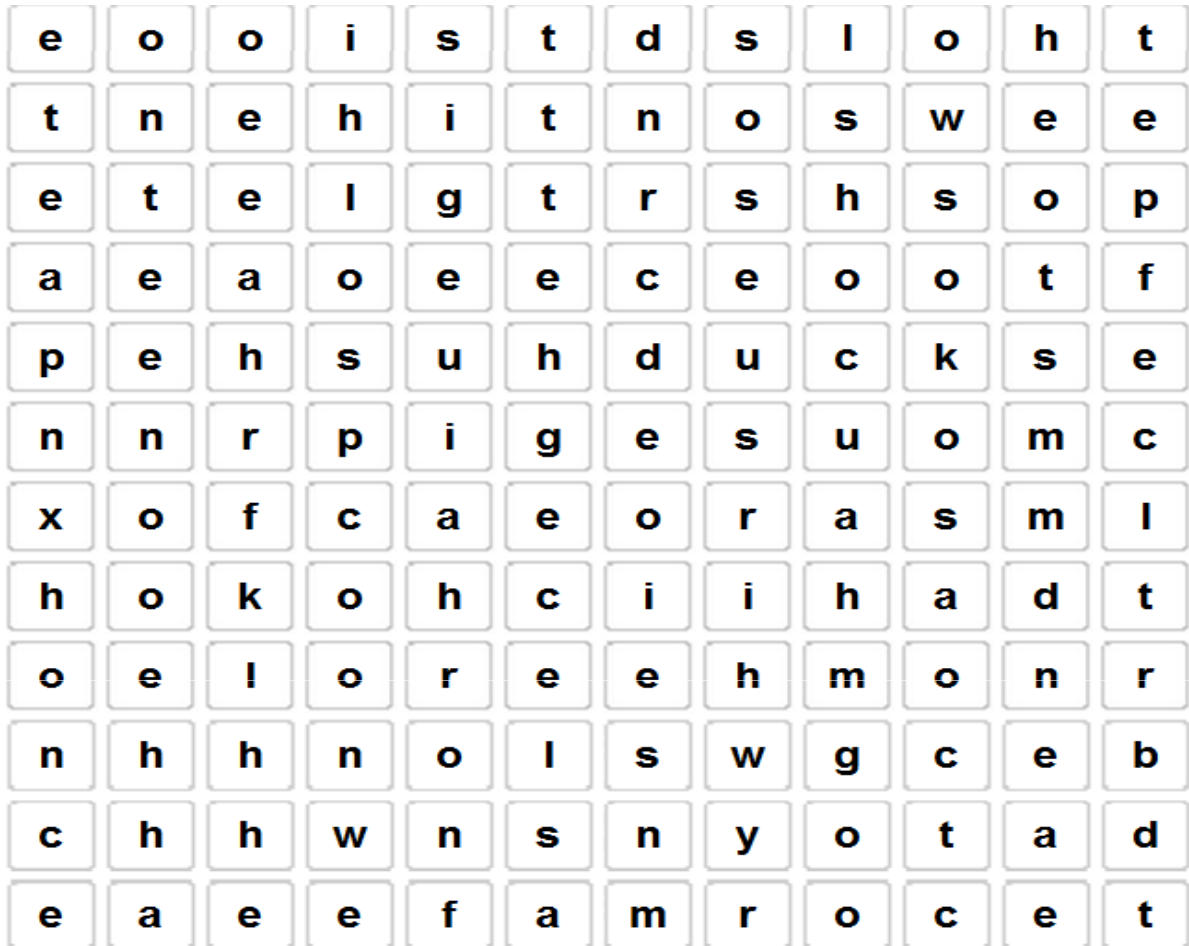 e o o i s t d s l o h t
t n e h i t n o s w e e
e t e l g t r s h s o p
a e a o e e c e o o t f
p e h s u h d u c k s e
n n r p i g e s u o m c
x o f c a e o r a s m l
h o k o h c i i h a d t
o e l o r e e h m o n r
n h h n o l s w g c e b
c h h w n s n y o t a d
e a e e f a m r o c e t